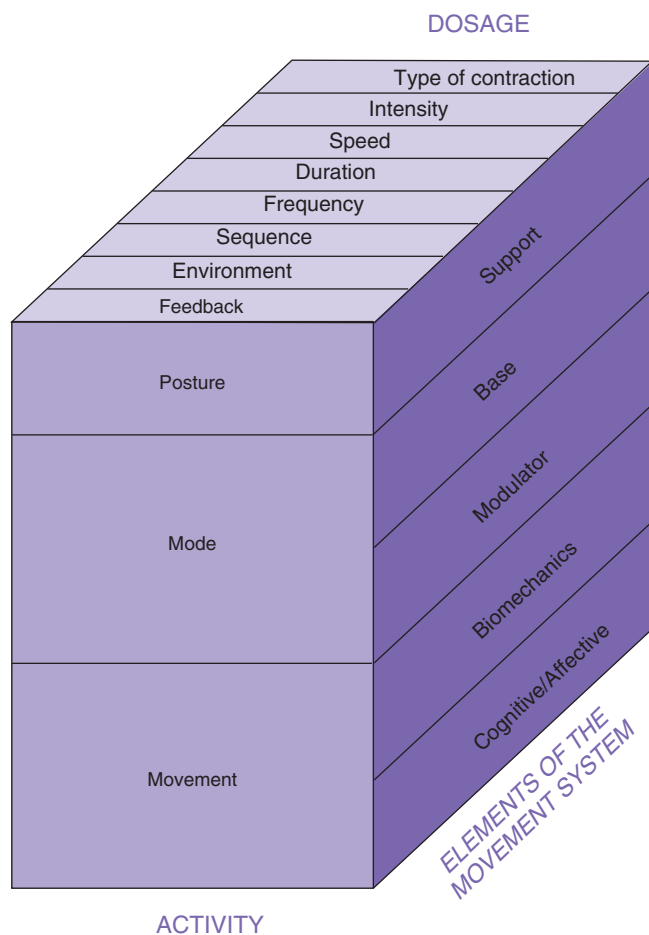 DOSAGE
Type of contraction
Intensity
Speed
Duration
Frequency
Sequence
Environment
Feedback
Posture
Mode
Movement
Support
Base
Modulator
Biomechanics
Cognitive/Affective
ELEMENTS OF THE
MOVEMENT SYSTEM
ACTIVITY